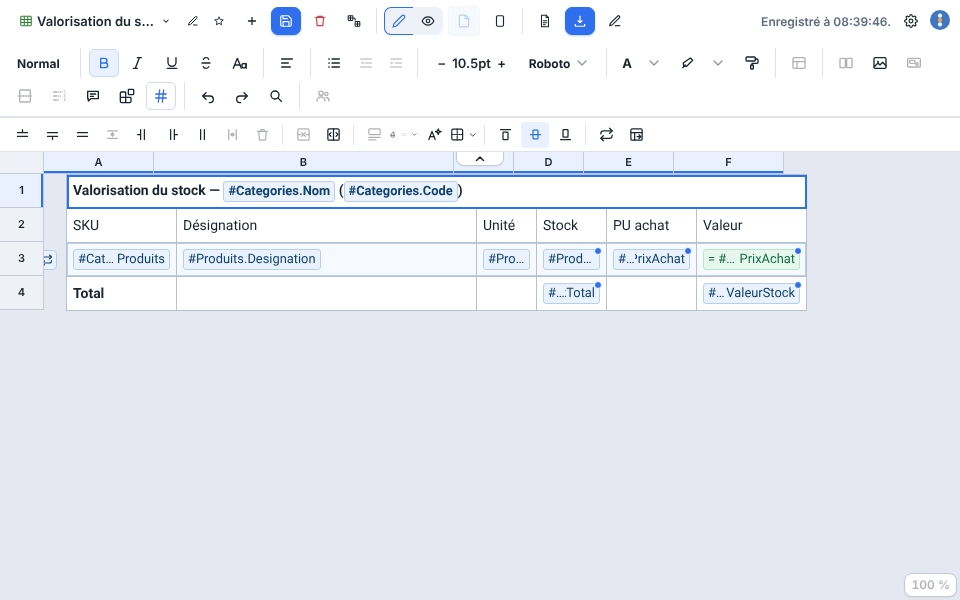 Valorisation du s...
Enregistré à 08:39:46.
Normal
B
− 10.5pt +
Roboto
A
A
B
D
E
F
1
Valorisation du stock — #Categories.Nom (#Categories.Code)
2
SKU
Désignation
Unité
Stock
PU achat
Valeur
3
#Cat... Produits
#Produits.Designation
#Pro...
#Prod...
#...PrixAchat
= #... PrixAchat
4
Total
#...Total
#... ValeurStock
100 %